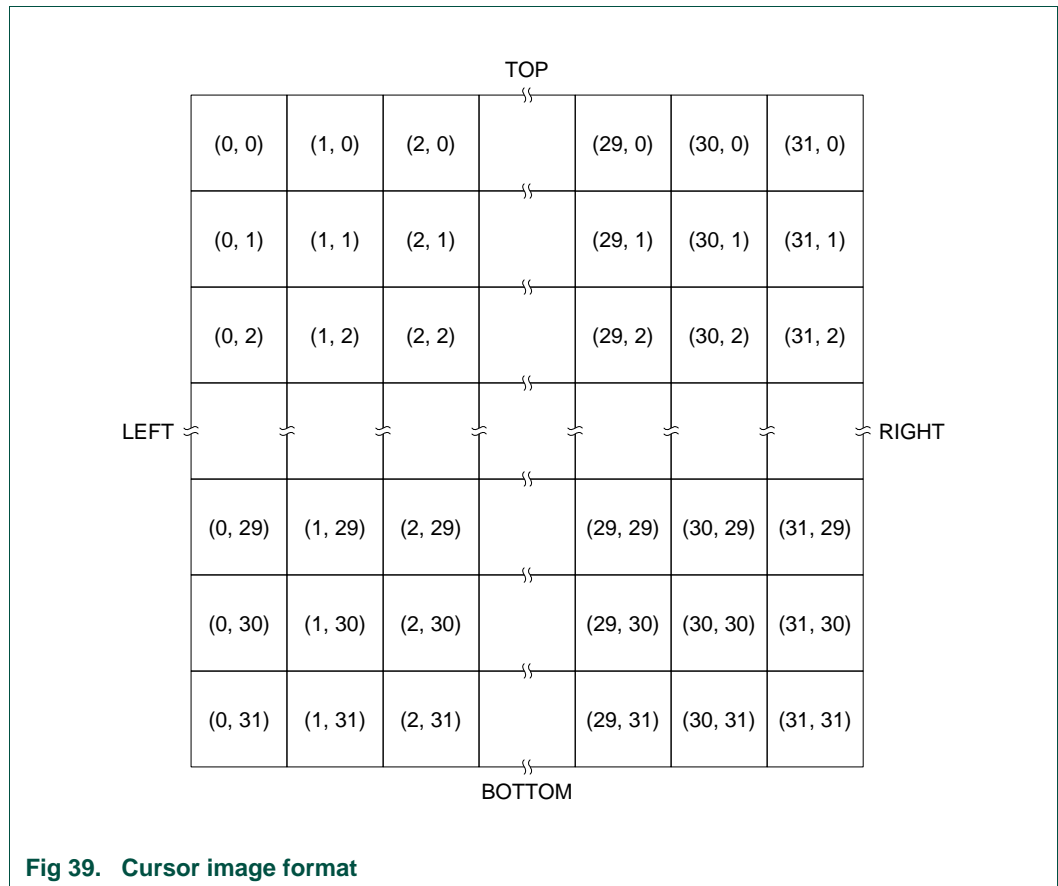 TOP
(0, 0) (1, 0) (2, 0) (29, 0) (30, 0) (31, 0)
(0, 1) (1, 1) (2, 1) (29, 1) (30, 1) (31, 1)
(0, 2) (1, 2) (2, 2) (29, 2) (30, 2) (31, 2)
LEFT RIGHT
(0, 29) (1, 29) (2, 29) (29, 29) (30, 29) (31, 29)
(0, 30) (1, 30) (2, 30) (29, 30) (30, 30) (31, 30)
(0, 31) (1, 31) (2, 31) (29, 31) (30, 31) (31, 31)
BOTTOM
Fig 39. Cursor image format